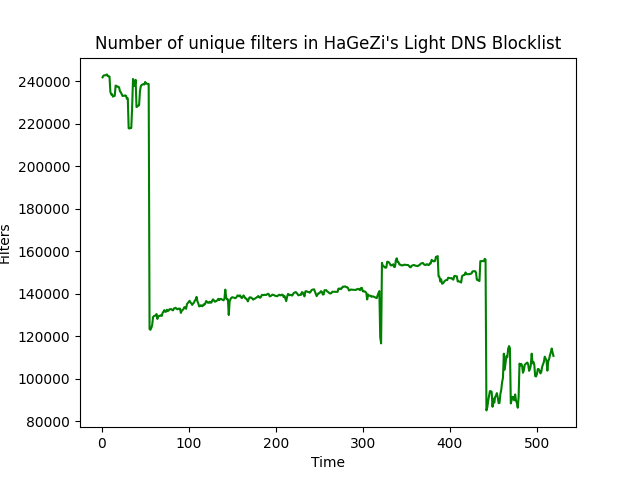 Number of unique filters in HaGeZi's Light DNS Blocklist
240000
220000
200000
180000
160000
140000
120000
100000
80000
Filters
0 100 200 300 400 500
Time